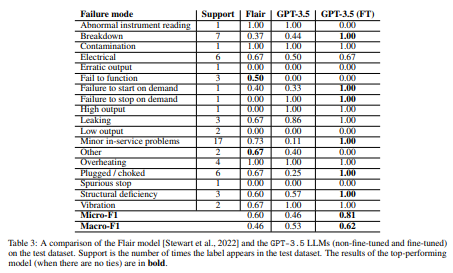 Failure mode Support Flair GPT-3.5 GPT-3.5 (FT)
Abnormal instrument reading 1 1.00 1.00 0.00
Breakdown 7 0.37 0.44 1.00
Contamination 1 1.00 1.00 1.00
Electrical 6 0.67 0.50 0.67
Erratic output 1 0.00 0.00 0.00
Fail to function 3 0.50 0.00 0.00
Failure to start on demand 1 0.40 0.33 1.00
Failure to stop on demand 1 0.00 1.00 1.00
High output 1 0.00 1.00 1.00
Leaking 3 0.67 0.86 1.00
Low output 2 0.00 0.00 0.00
Minor in-service problems 17 0.73 0.11 1.00
Other 2 0.67 0.40 0.00
Overheating 4 1.00 1.00 1.00
Plugged / choked 6 0.67 0.25 1.00
Spurious stop 1 0.00 0.00 0.00
Structural deficiency 3 0.60 0.57 1.00
Vibration 2 0.67 1.00 1.00
Micro-F1 0.60 0.46 0.81
Macro-F1 0.46 0.53 0.62
Table 3: A comparison of the Flair model [Stewart et al., 2022] and the GPT-3.5 LLMs (non-fine-tuned and fine-tuned)
on the test dataset. Support is the number of times the label appears in the test dataset. The results of the top-performing
model (when there are no ties) are in bold.